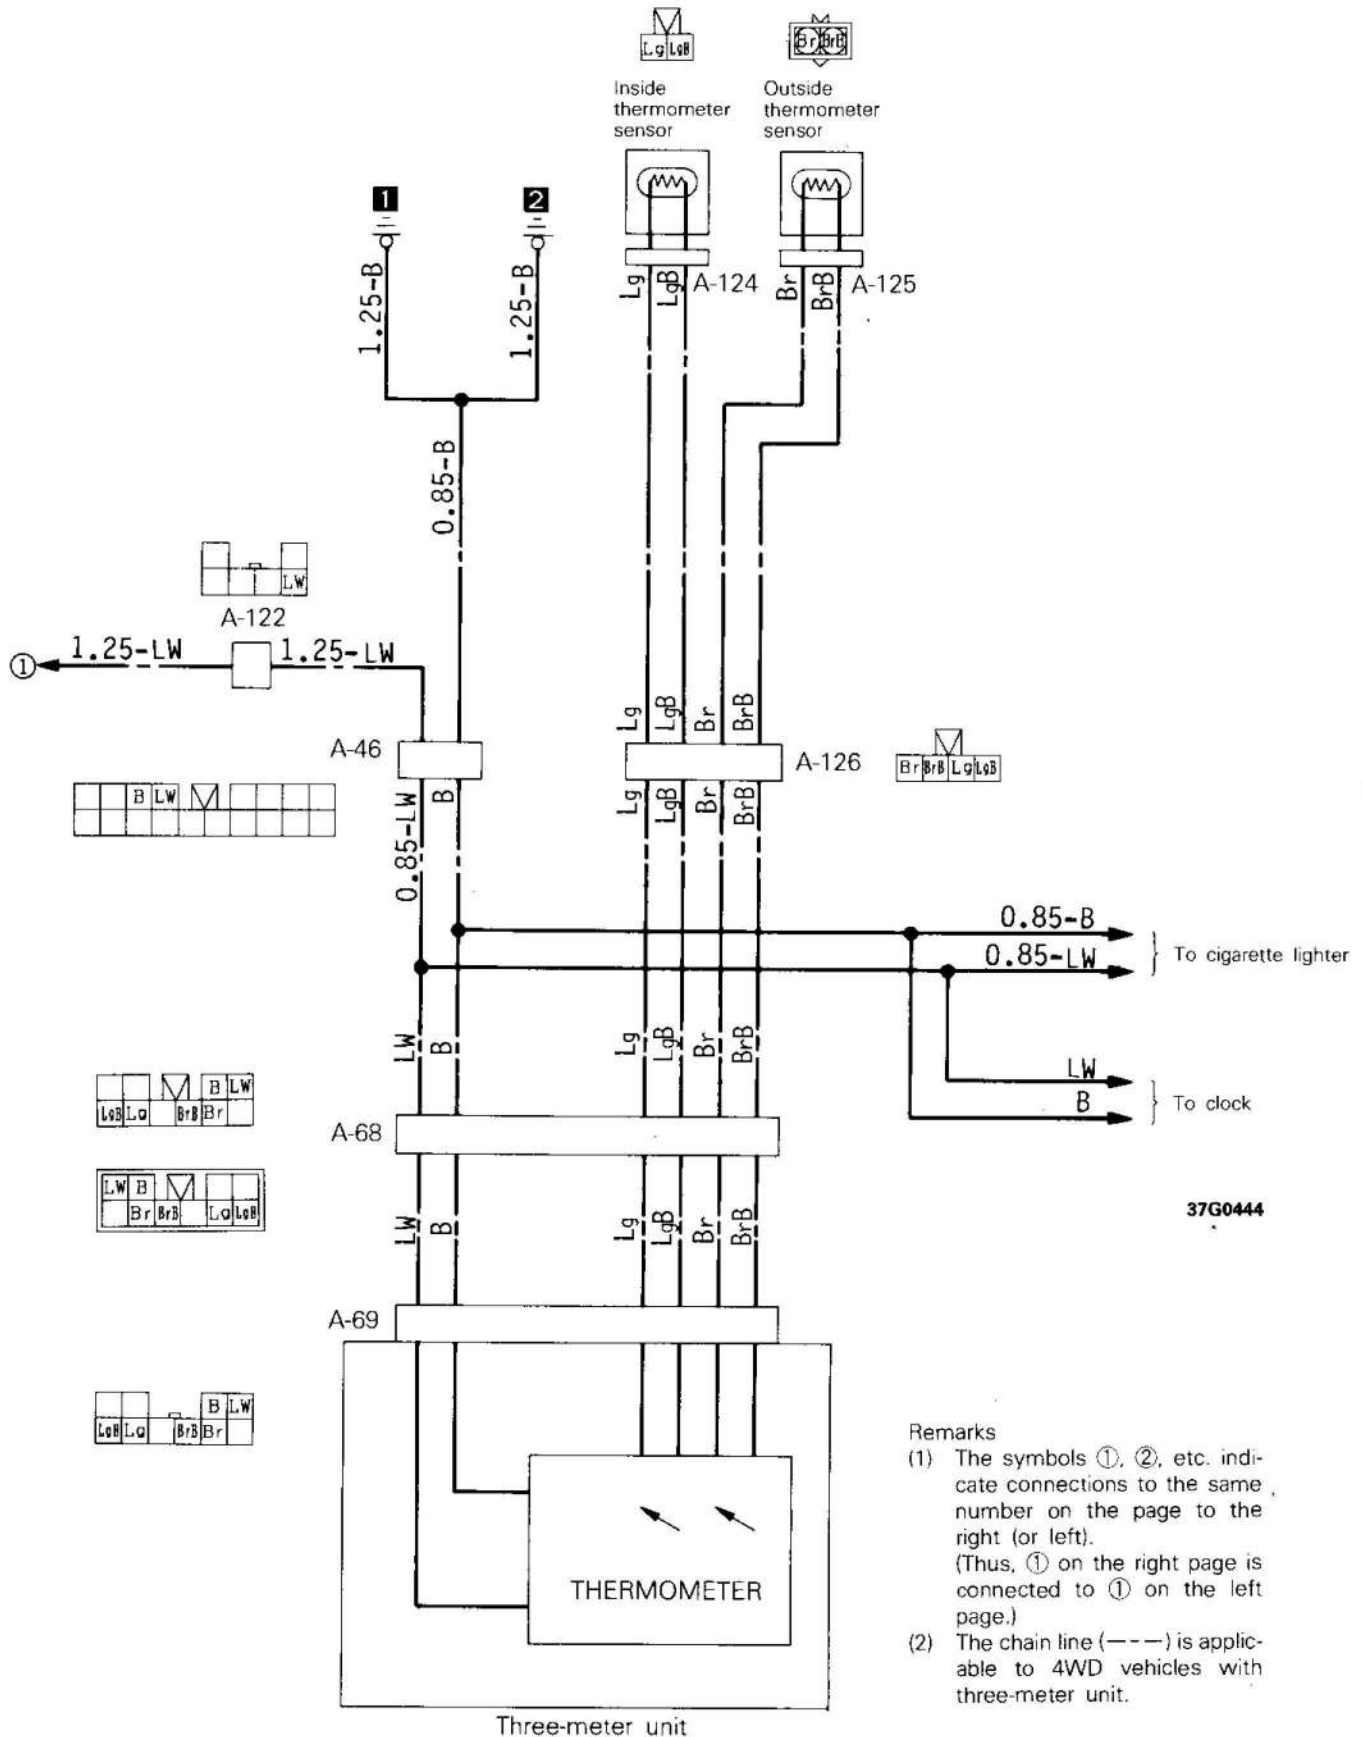 Lg LgB
Br BrB
Inside
thermometer
sensor
Outside
thermometer
sensor
1
2
1.25-B
1.25-B
Lg
LgB
A-124
Br
BrB
A-125
0.85-B
LW
A-122
① 1.25-LW
1.25-LW
Lg
LgB
Br
BrB
A-46
A-126
Br BrB Lg LgB
B LW
0.85-LW
B
Lg
LgB
Br
BrB
0.85-B
0.85-LW
To cigarette lighter
LW
B
Lg
LgB
Br
BrB
LW
B
To clock
B LW
LgB Lg BrB Br
A-68
LW B
Br BrB Lg LgB
LW
B
Lg
LgB
Br
BrB
37G0444
A-69
B LW
LgB Lg BrB Br
THERMOMETER
Three-meter unit
Remarks
(1) The symbols ①, ②, etc. indi-
cate connections to the same
number on the page to the
right (or left).
(Thus, ① on the right page is
connected to ① on the left
page.)
(2) The chain line (—--—) is applic-
able to 4WD vehicles with
three-meter unit.